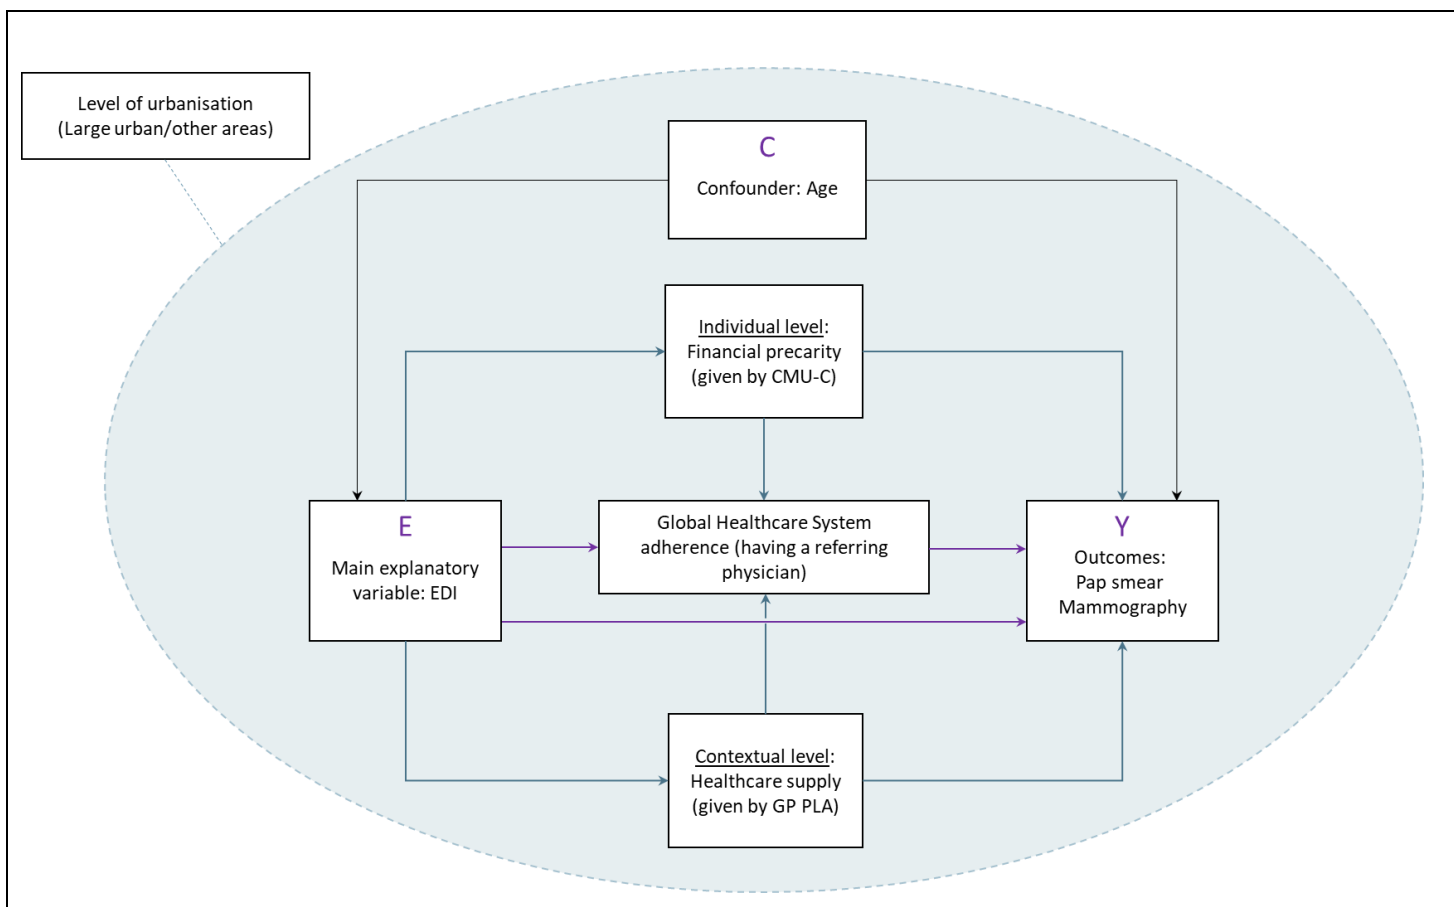 Level of urbanisation
(Large urban/other areas)
C
Confounder: Age
Individual level:
Financial precarity
(given by CMU-C)
E
Main explanatory
variable: EDI
Global Healthcare System
adherence (having a referring
physician)
Y
Outcomes:
Pap smear
Mammography
Contextual level:
Healthcare supply
(given by GP PLA)